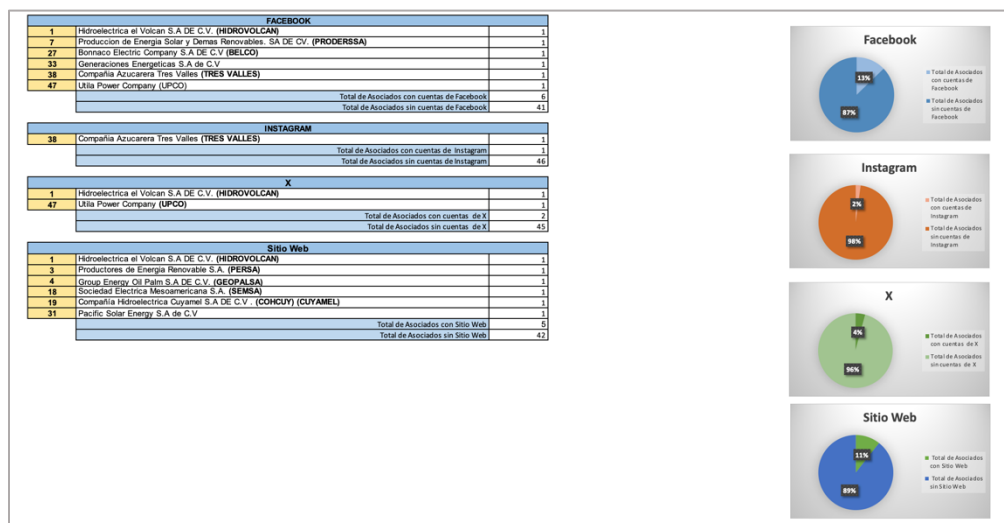 FACEBOOK
1 Hidroelectrica el Volcan S.A DE C.V. (HIDROVOLCAN) 1
7 Produccion de Energia Solar y Demas Renovables. SA DE CV. (PRODERSSA) 1
27 Bonnaco Electric Company S.A DE C.V (BELCO) 1
33 Generaciones Energeticas S.A de C.V 1
38 Compañia Azucarera Tres Valles (TRES VALLES) 1
47 Utila Power Company (UPCO) 1
Total de Asociados con cuentas de Facebook 6
Total de Asociados sin cuentas de Facebook 41
INSTAGRAM
38 Compañia Azucarera Tres Valles (TRES VALLES) 1
Total de Asociados con cuentas de Instagram 1
Total de Asociados sin cuentas de Instagram 46
X
1 Hidroelectrica el Volcan S.A DE C.V. (HIDROVOLCAN) 1
47 Utila Power Company (UPCO) 1
Total de Asociados con cuentas de X 2
Total de Asociados sin cuentas de X 45
Sitio Web
1 Hidroelectrica el Volcan S.A DE C.V. (HIDROVOLCAN) 1
3 Productores de Energia Renovable S.A. (PERSA) 1
4 Group Energy Oil Palm S.A DE C.V. (GEOPALSA) 1
18 Sociedad Electrica Mesoamericana S.A. (SEMSA) 1
19 Compañia Hidroelectrica Cuyamel S.A DE C.V . (COHCUY) (CUYAMEL) 1
31 Pacific Solar Energy S.A de C.V 1
Total de Asociados con Sitio Web 5
Total de Asociados sin Sitio Web 42
Facebook
13%
87%
Total de Asociados
con cuentas de
Facebook
Total de Asociados
sin cuentas de
Facebook
Instagram
2%
98%
Total de Asociados
con cuentas de
Instagram
Total de Asociados
sin cuentas de
Instagram
X
4%
96%
Total de Asociados
con cuentas de X
Total de Asociados
sin cuentas de X
Sitio Web
11%
89%
Total de Asociados
con Sitio Web
Total de Asociados
sin Sitio Web